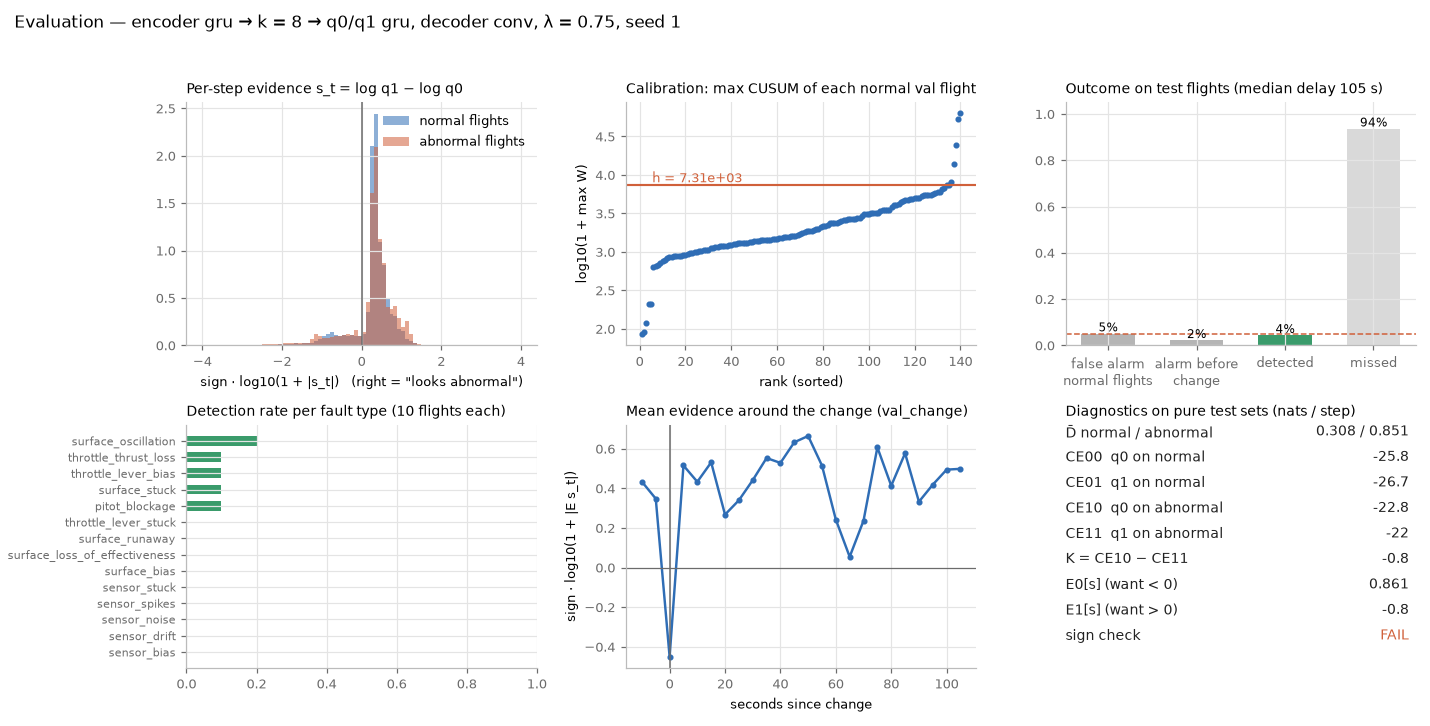 Evaluation — encoder gru → k = 8 → q0/q1 gru, decoder conv, λ = 0.75, seed 1
Per-step evidence s_t = log q1 − log q0
2.5
2.0
1.5
1.0
0.5
0.0
−4
−2
0
2
4
normal flights
abnormal flights
sign · log10(1 + |s_t|)   (right = "looks abnormal")
Calibration: max CUSUM of each normal val flight
log10(1 + max W)
4.5
4.0
3.5
3.0
2.5
2.0
h = 7.31e+03
0
20
40
60
80
100
120
140
rank (sorted)
Outcome on test flights (median delay 105 s)
1.0
0.8
0.6
0.4
0.2
0.0
5%
2%
4%
94%
false alarm
normal flights
alarm before
change
detected
missed
Detection rate per fault type (10 flights each)
surface_oscillation
throttle_thrust_loss
throttle_lever_bias
surface_stuck
pitot_blockage
throttle_lever_stuck
surface_runaway
surface_loss_of_effectiveness
surface_bias
sensor_stuck
sensor_spikes
sensor_noise
sensor_drift
sensor_bias
0.0
0.2
0.4
0.6
0.8
1.0
Mean evidence around the change (val_change)
sign · log10(1 + |E s_t|)
0.6
0.4
0.2
0.0
−0.2
−0.4
0
20
40
60
80
100
seconds since change
Diagnostics on pure test sets (nats / step)
D̄ normal / abnormal 0.308 / 0.851
CE00  q0 on normal -25.8
CE01  q1 on normal -26.7
CE10  q0 on abnormal -22.8
CE11  q1 on abnormal -22
K = CE10 − CE11 -0.8
E0[s] (want < 0) 0.861
E1[s] (want > 0) -0.8
sign check FAIL